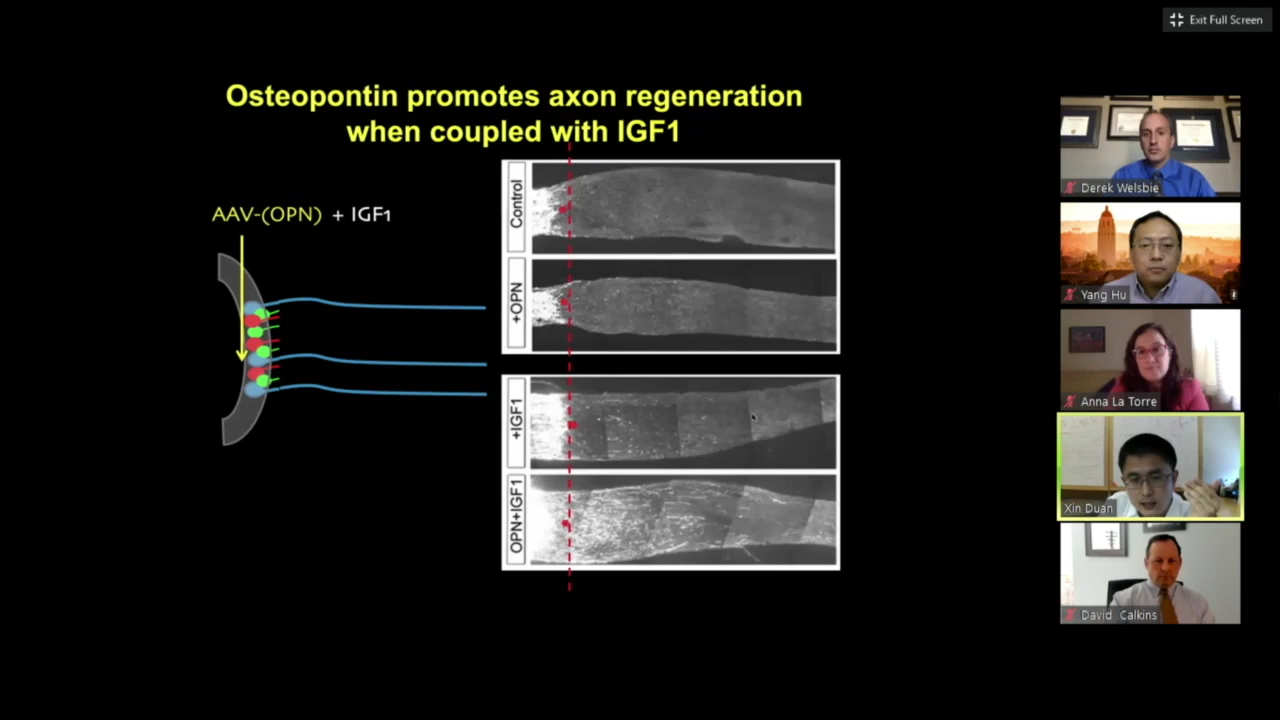 Exit Full Screen
Osteopontin promotes axon regeneration
when coupled with IGF1
AAV-(OPN) + IGF1
Control
+OPN
+IGF1
OPN+IGF1
Derek Welsbie
Yang Hu
Anna La Torre
Xin Duan
David Calkins